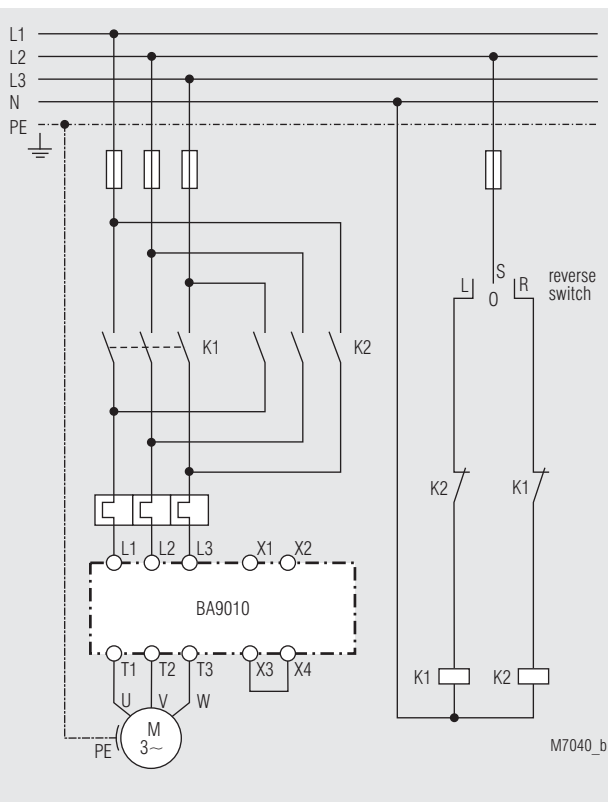 L1
L2
L3
N
PE
S
L
O
R
reverse
switch
K1
K2
K2
K1
L1 L2 L3 X1 X2
BA9010
T1 T2 T3 X3 X4
K1 K2
U V W
M
3~
PE
M7040_b